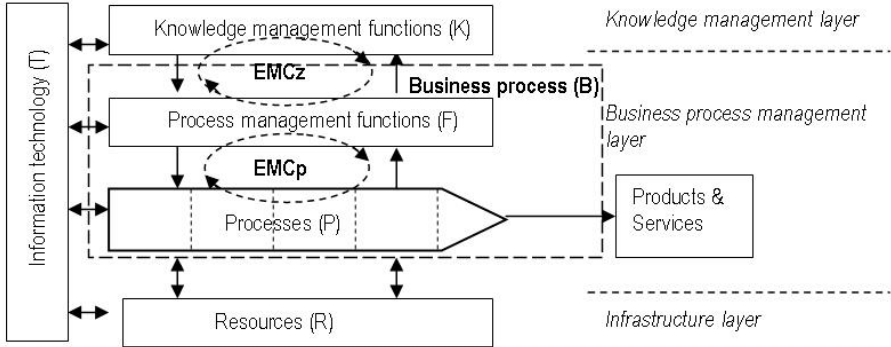 Knowledge management functions (K)
Knowledge management layer
EMCz
Business process (B)
Information technology (T)
Process management functions (F)
Business process management
layer
EMCp
Processes (P)
Products &
Services
Resources (R)
Infrastructure layer